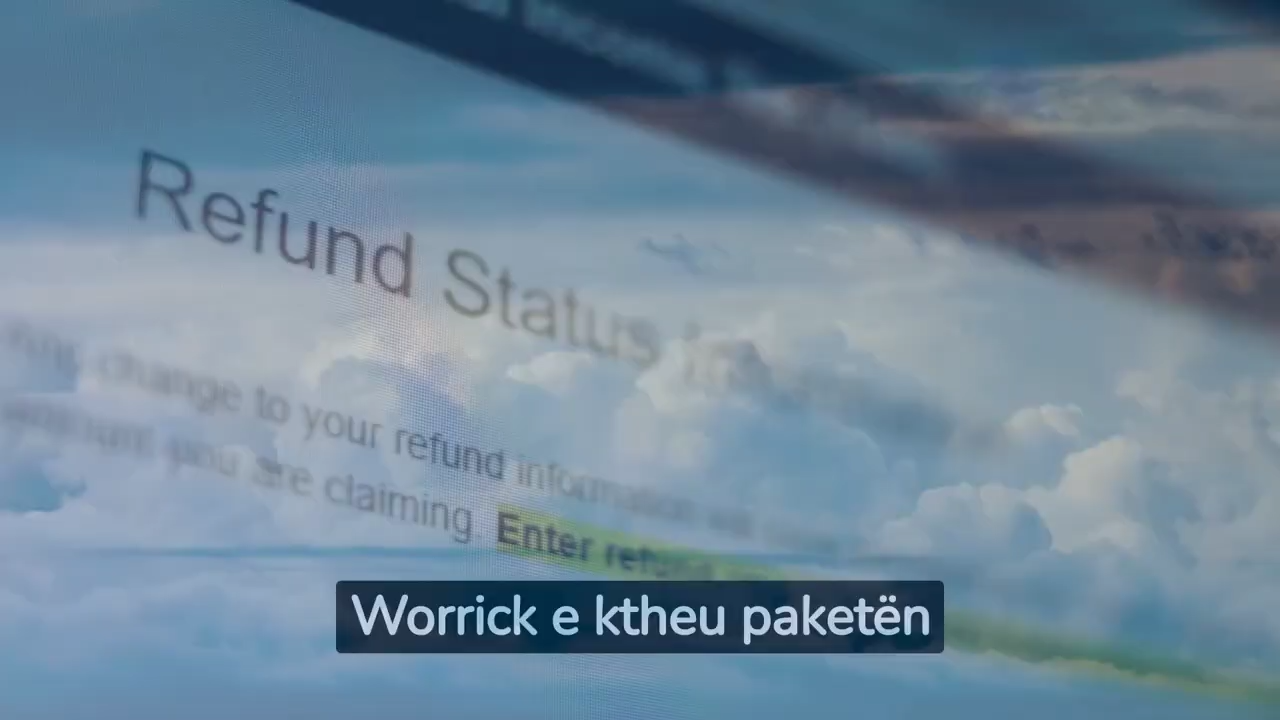 Refund Status
change to your refund information
you are claiming Enter refund
Worrick e ktheu paketën